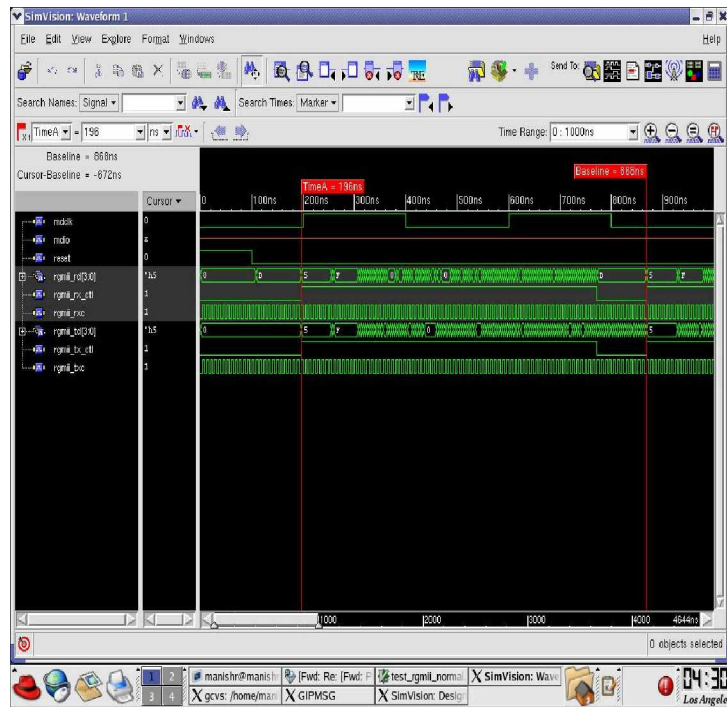 SimVision: Waveform 1
File Edit View Explore Format Windows Help
Send To:
Search Names: Signal Search Times: Marker
TimeA = 196 ns Time Range: 0 : 1000ns
Baseline = 868ns
Cursor-Baseline = -672ns
Cursor
TimeA = 196ns Baseline = 868ns
0 100ns 200ns 300ns 400ns 500ns 600ns 700ns 800ns 900ns
mdclk 0
mdio z
reset 0
rgmii_rd[3:0] 'h5 0 D 5 F 0 0 D 5 F
rgmii_rx_ctl 1
rgmii_rxc 1
rgmii_td[3:0] 'h5 0 5 F 0 5
rgmii_tx_ctl 1
rgmii_txc 1
1000 2000 3000 4000 4644ns
0 objects selected
1 2 manishr@manishr [Fwd: Re: [Fwd: F test_rgmii_normal SimVision: Wave 04:30
3 4 gcvs: /home/man GIPMSG SimVision: Design Los Angele